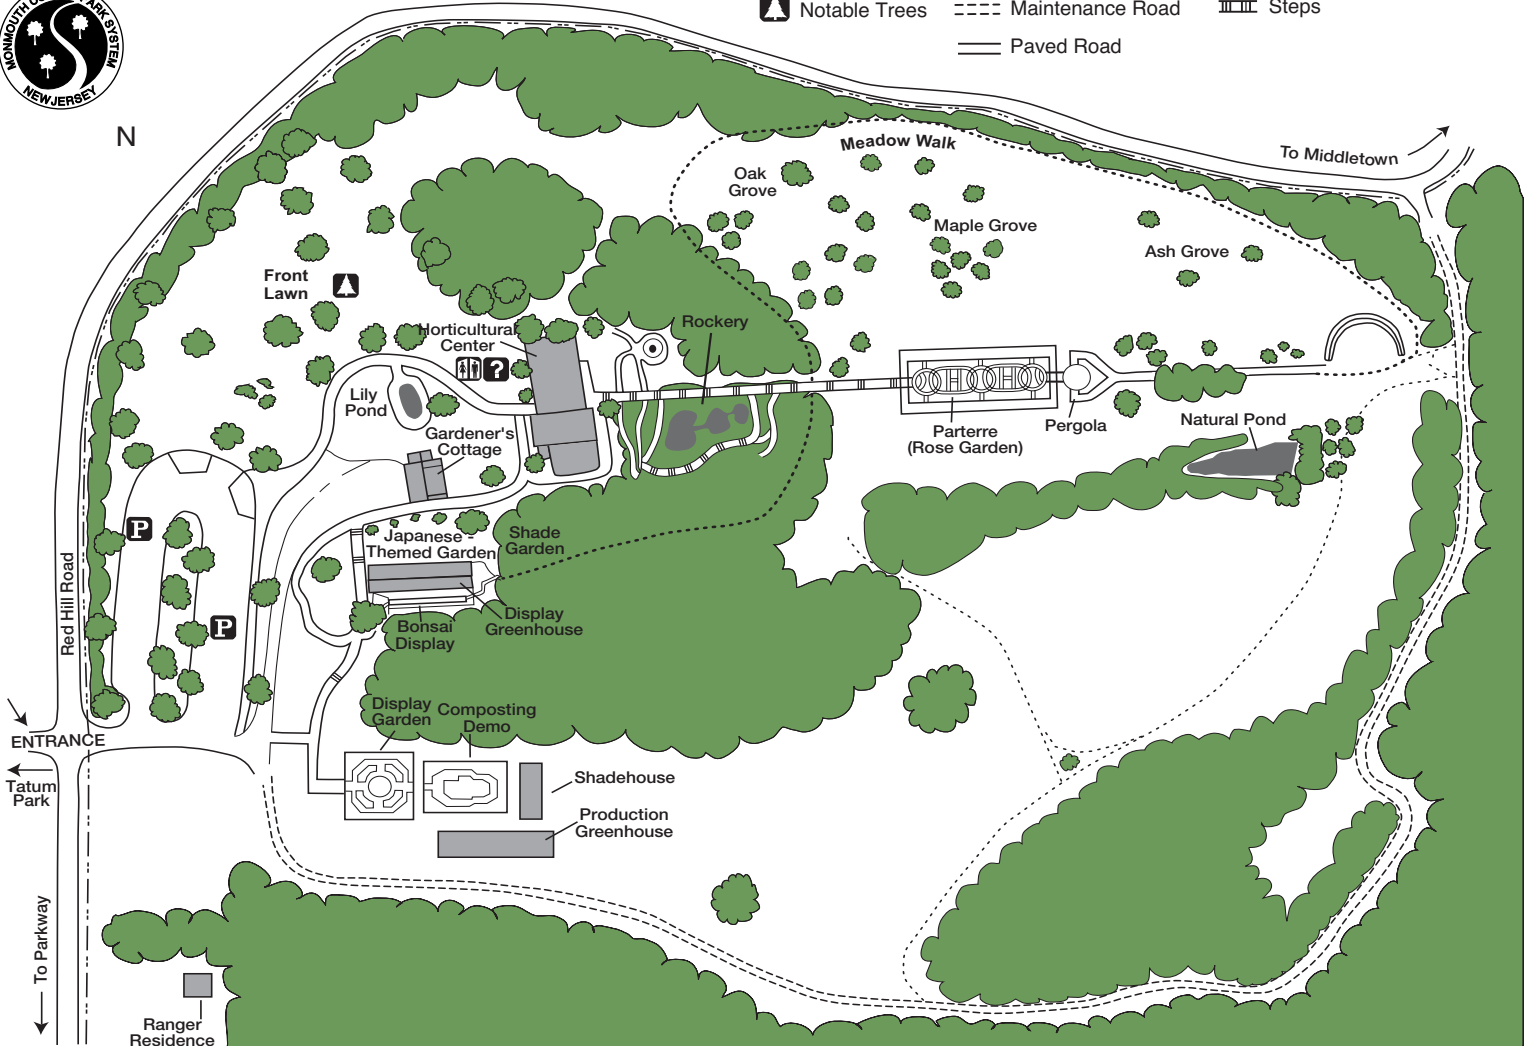 MONMOUTH COUNTY PARK SYSTEM
NEW JERSEY
Notable Trees
Maintenance Road
Steps
Paved Road
N
To Middletown
Meadow Walk
Oak
Grove
Maple Grove
Ash Grove
Front
Lawn
Horticultural
Center
?
Rockery
Lily
Pond
Gardener's
Cottage
Parterre
(Rose Garden)
Pergola
Natural Pond
P
Japanese -
Themed Garden
Shade
Garden
Red Hill Road
P
Display
Greenhouse
Bonsai
Display
Display
Garden
Composting
Demo
ENTRANCE
Tatum
Park
Shadehouse
Production
Greenhouse
To Parkway
Ranger
Residence